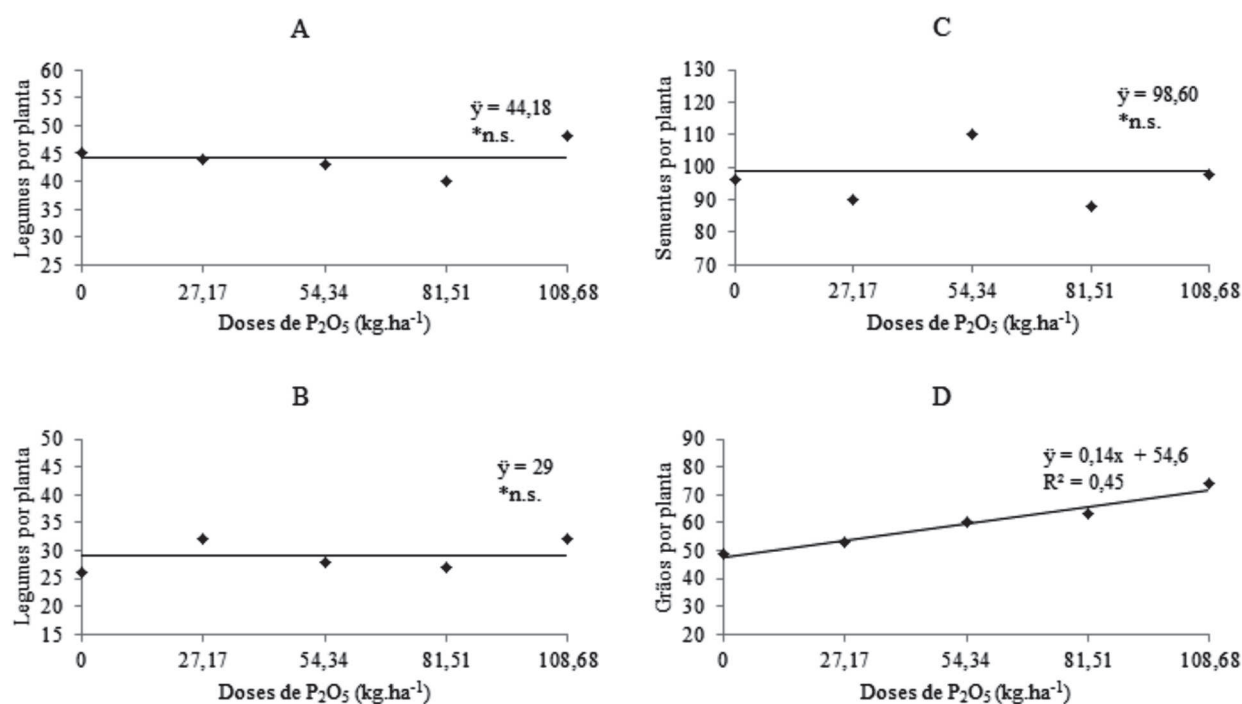 A
Legumes por planta
60
55
50
45
40
35
30
25
ÿ = 44,18
*n.s.
0 27,17 54,34 81,51 108,68
Doses de P₂O₅ (kg.ha⁻¹)
B
Legumes por planta
50
45
40
35
30
25
20
15
ÿ = 29
*n.s.
0 27,17 54,34 81,51 108,68
Doses de P₂O₅ (kg.ha⁻¹)
C
Sementes por planta
130
120
110
100
90
80
70
ÿ = 98,60
*n.s.
0 27,17 54,34 81,51 108,68
Doses de P₂O₅ (kg.ha⁻¹)
D
Grãos por planta
90
80
70
60
50
40
30
20
ÿ = 0,14x + 54,6
R² = 0,45
0 27,17 54,34 81,51 108,68
Doses de P₂O₅ (kg.ha⁻¹)